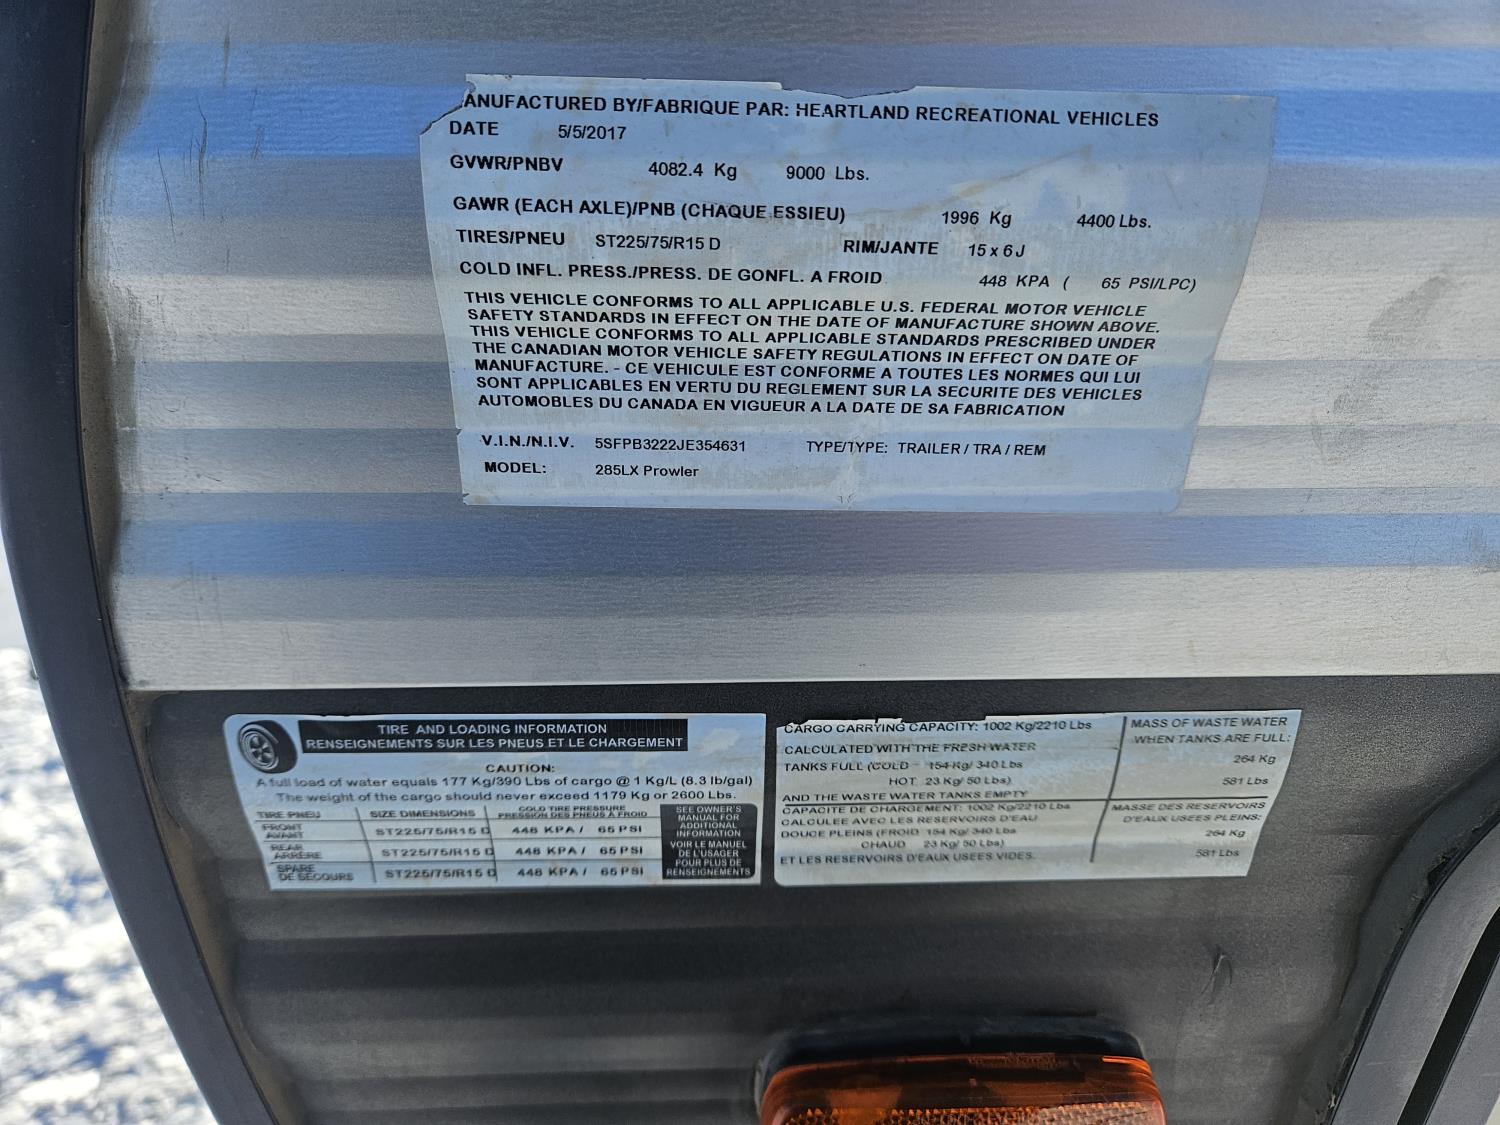 ANUFACTURED BY/FABRIQUE PAR: HEARTLAND RECREATIONAL VEHICLES
DATE 5/5/2017
GVWR/PNBV 4082.4 Kg 9000 Lbs.
GAWR (EACH AXLE)/PNB (CHAQUE ESSIEU) 1996 Kg 4400 Lbs.
TIRES/PNEU ST225/75/R15 D RIM/JANTE 15 x 6J
COLD INFL. PRESS./PRESS. DE GONFL. A FROID 448 KPA ( 65 PSI/LPC)
THIS VEHICLE CONFORMS TO ALL APPLICABLE U.S. FEDERAL MOTOR VEHICLE
SAFETY STANDARDS IN EFFECT ON THE DATE OF MANUFACTURE SHOWN ABOVE.
THIS VEHICLE CONFORMS TO ALL APPLICABLE STANDARDS PRESCRIBED UNDER
THE CANADIAN MOTOR VEHICLE SAFETY REGULATIONS IN EFFECT ON DATE OF
MANUFACTURE. - CE VEHICULE EST CONFORME A TOUTES LES NORMES QUI LUI
SONT APPLICABLES EN VERTU DU REGLEMENT SUR LA SECURITE DES VEHICLES
AUTOMOBLES DU CANADA EN VIGUEUR A LA DATE DE SA FABRICATION
V.I.N./N.I.V. 5SFPB3222JE354631 TYPE/TYPE: TRAILER / TRA / REM
MODEL: 285LX Prowler
TIRE AND LOADING INFORMATION
RENSEIGNEMENTS SUR LES PNEUS ET LE CHARGEMENT
CAUTION:
A full load of water equals 177 Kg/390 Lbs of cargo @ 1 Kg/L (8.3 lb/gal)
The weight of the cargo should never exceed 1179 Kg or 2600 Lbs.
TIRE PNEU SIZE DIMENSIONS COLD TIRE PRESSURE
PRESSION DES PNEUS A FROID
FRONT
AVANT ST225/75/R15 D 448 KPA / 65 PSI
REAR
ARRIERE ST225/75/R15 D 448 KPA / 65 PSI
SPARE
DE SECOURS ST225/75/R15 D 448 KPA / 65 PSI
SEE OWNER'S
MANUAL FOR
ADDITIONAL
INFORMATION
VOIR LE MANUEL
DE L'USAGER
POUR PLUS DE
RENSEIGNEMENTS
CARGO CARRYING CAPACITY: 1002 Kg/2210 Lbs
CALCULATED WITH THE FRESH WATER
TANKS FULL (COLD - 154 Kg/ 340 Lbs
HOT 23 Kg/ 50 Lbs)
AND THE WASTE WATER TANKS EMPTY
CAPACITE DE CHARGEMENT: 1002 Kg/2210 Lbs
CALCULEE AVEC LES RESERVOIRS D'EAU
DOUCE PLEINS (FROID 154 Kg/ 340 Lbs
CHAUD 23 Kg/ 50 Lbs)
ET LES RESERVOIRS D'EAUX USEES VIDES.
MASS OF WASTE WATER
WHEN TANKS ARE FULL:
264 Kg
581 Lbs
MASSE DES RESERVOIRS
D'EAUX USEES PLEINS:
264 Kg
581 Lbs